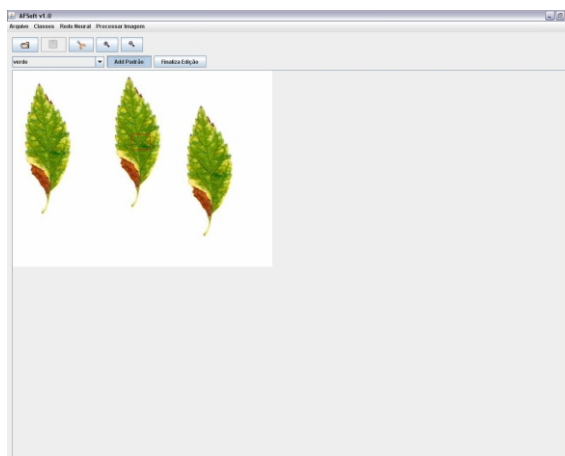 AFSoft v1.0
Arquivo Classes Rede Neural Processar Imagem
verde Add Padrão Finaliza Edição